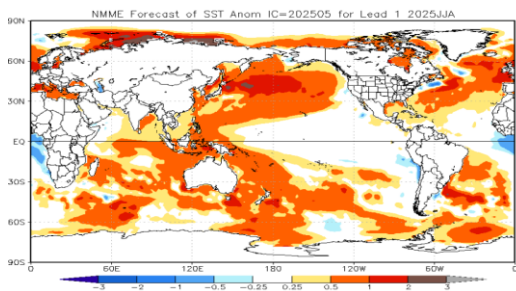 NMME Forecast of SST Anom IC=202505 for Lead 1 2025JJA
90N
60N
30N
EQ
30S
60S
90S
0 60E 120E 180 120W 60W 0
-3 -2 -1 -0.5 -0.25 0.25 0.5 1 2 3